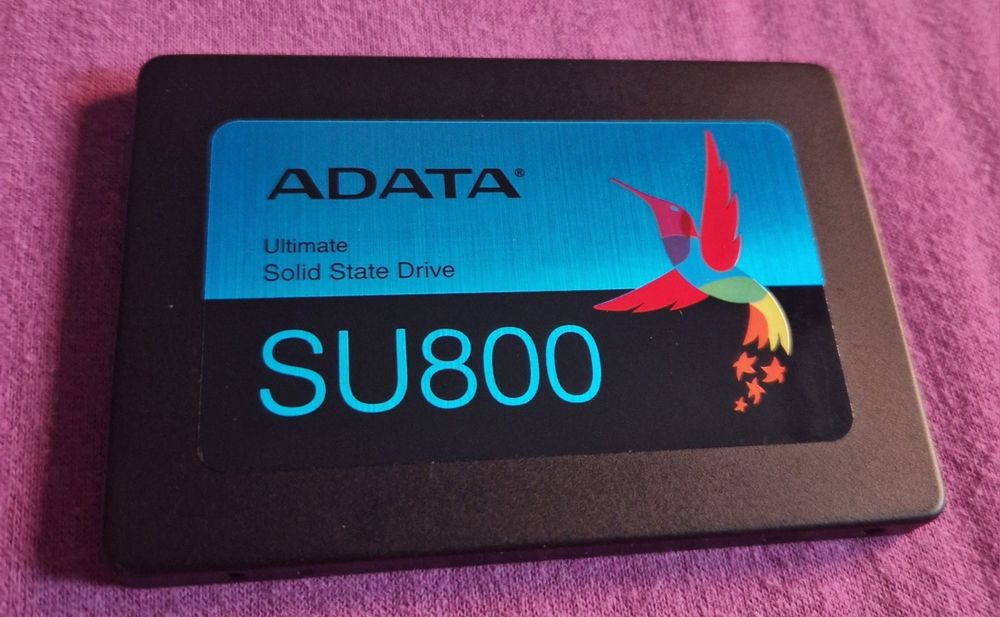 ADATA®
Ultimate
Solid State Drive
SU800